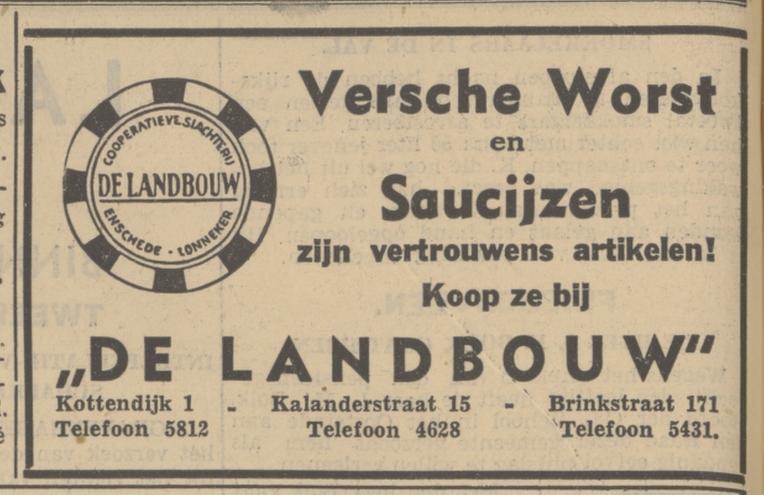 COOPERATIEVE SLACHTERIJ
DE LANDBOUW
ENSCHEDE - LONNEKER
Versche Worst
en
Saucijzen
zijn vertrouwens artikelen!
Koop ze bij
„DE LANDBOUW"
Kottendijk 1 - Kalanderstraat 15 - Brinkstraat 171
Telefoon 5812 Telefoon 4628 Telefoon 5431.